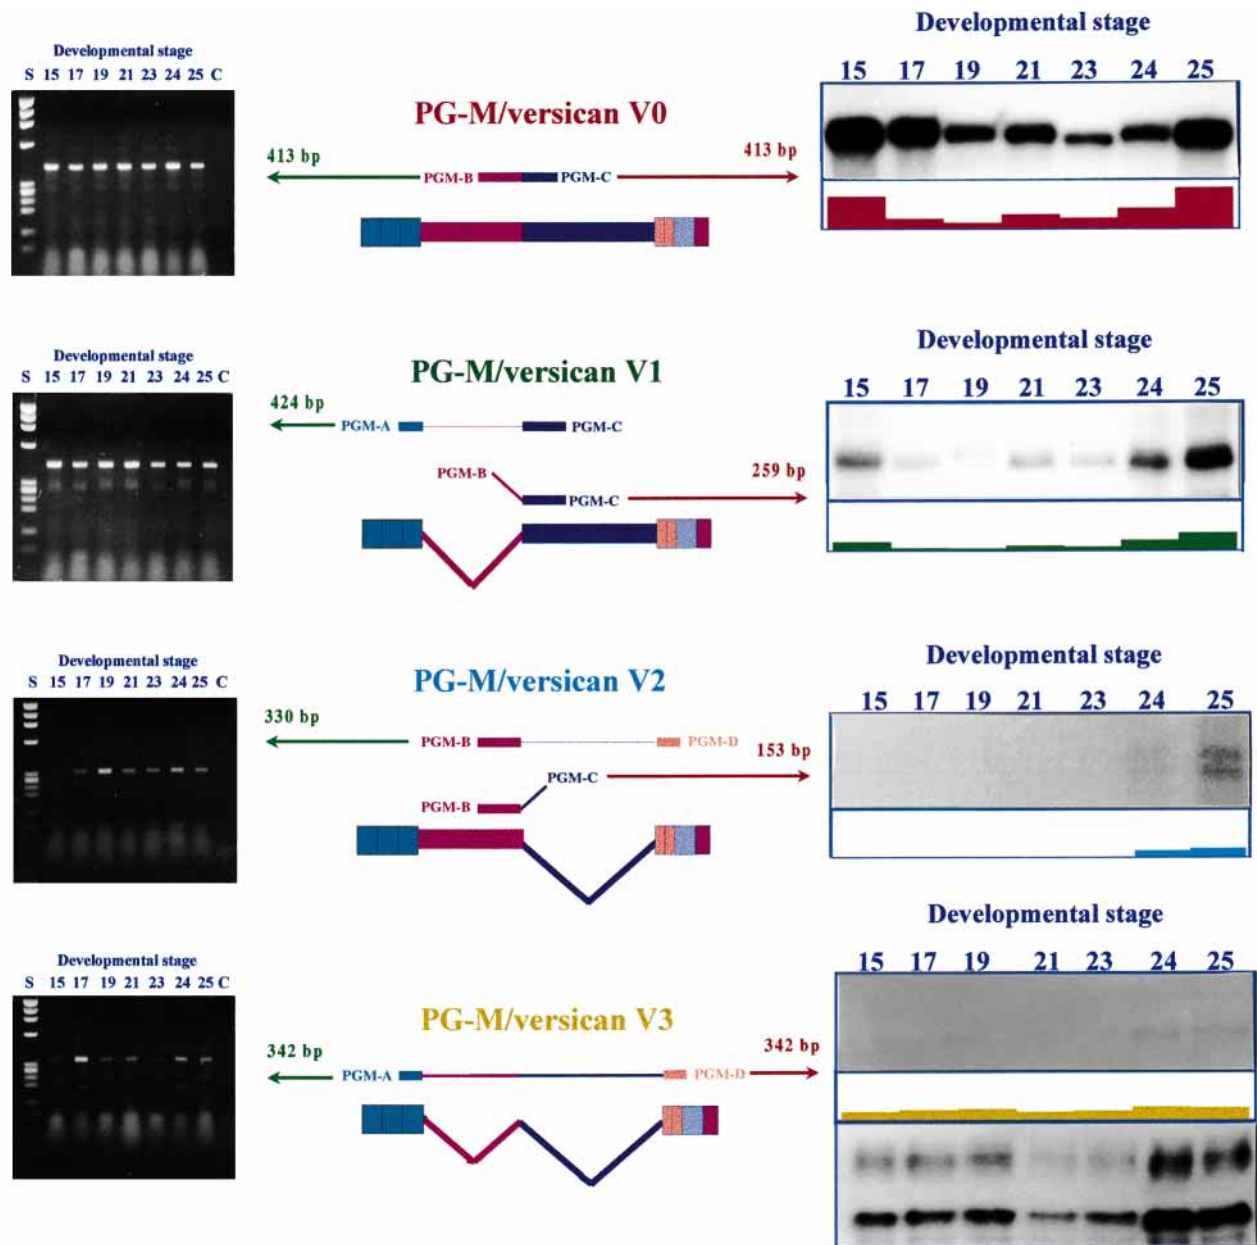 Developmental stage
S 15 17 19 21 23 24 25 C
413 bp
PG-M/versican V0
PGM-B
PGM-C
413 bp
Developmental stage
15 17 19 21 23 24 25
Developmental stage
S 15 17 19 21 23 24 25 C
424 bp
PG-M/versican V1
PGM-A
PGM-C
PGM-B
PGM-C
259 bp
Developmental stage
15 17 19 21 23 24 25
Developmental stage
S 15 17 19 21 23 24 25 C
330 bp
PG-M/versican V2
PGM-B
PGM-D
PGM-C
PGM-B
153 bp
Developmental stage
15 17 19 21 23 24 25
Developmental stage
S 15 17 19 21 23 24 25 C
342 bp
PG-M/versican V3
PGM-A
PGM-D
342 bp
Developmental stage
15 17 19 21 23 24 25